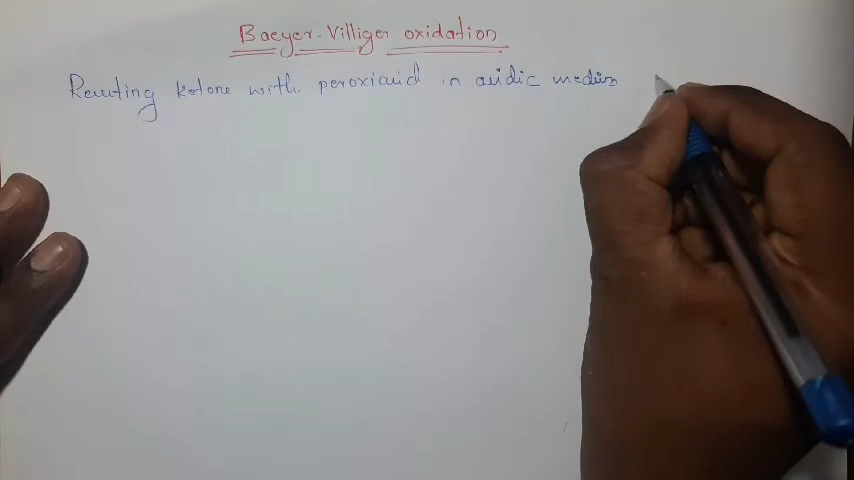 Baeyer-Villiger oxidation
Reacting ketone with peroxiacid in acidic medium